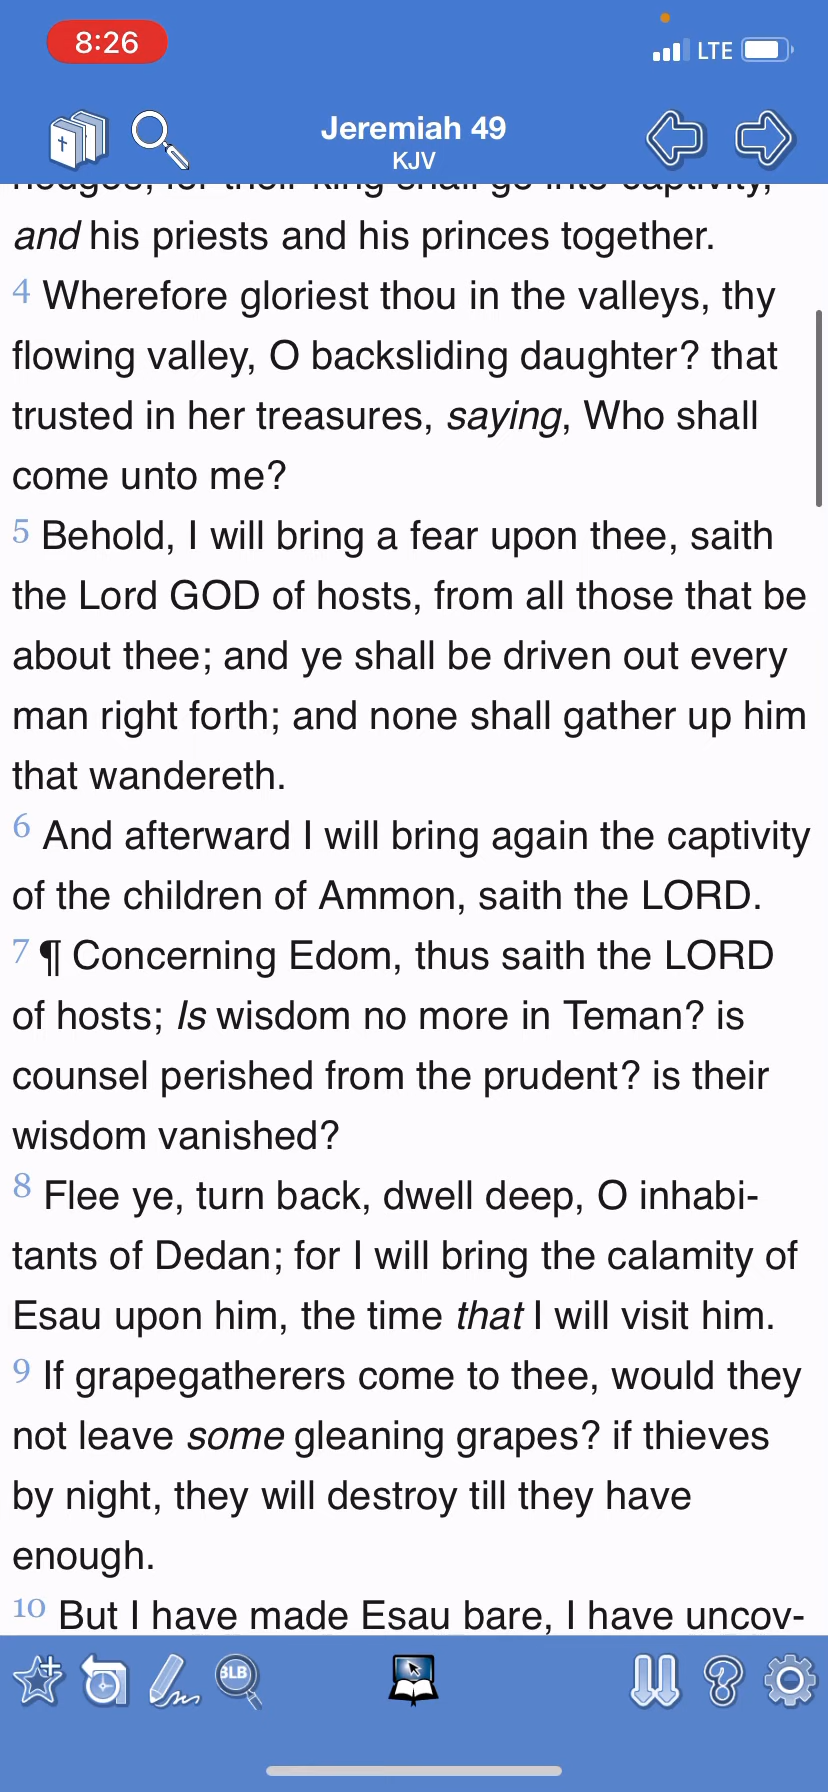 8:26
LTE
Jeremiah 49
KJV
hedges; for their king shall go into captivity,
and his priests and his princes together.
4 Wherefore gloriest thou in the valleys, thy
flowing valley, O backsliding daughter? that
trusted in her treasures, saying, Who shall
come unto me?
5 Behold, I will bring a fear upon thee, saith
the Lord GOD of hosts, from all those that be
about thee; and ye shall be driven out every
man right forth; and none shall gather up him
that wandereth.
6 And afterward I will bring again the captivity
of the children of Ammon, saith the LORD.
7 ¶ Concerning Edom, thus saith the LORD
of hosts; Is wisdom no more in Teman? is
counsel perished from the prudent? is their
wisdom vanished?
8 Flee ye, turn back, dwell deep, O inhabi-
tants of Dedan; for I will bring the calamity of
Esau upon him, the time that I will visit him.
9 If grapegatherers come to thee, would they
not leave some gleaning grapes? if thieves
by night, they will destroy till they have
enough.
10 But I have made Esau bare, I have uncov-
BLB